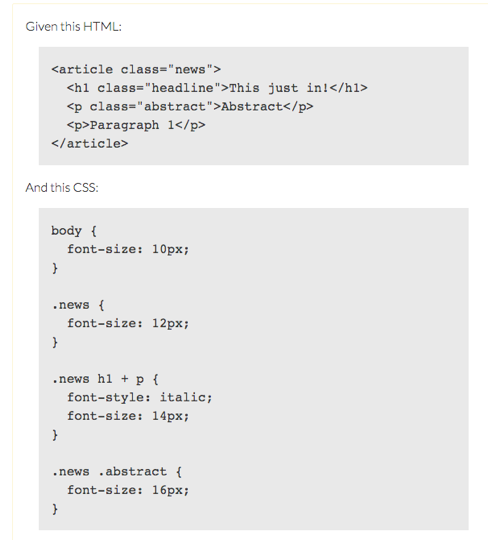 Given this HTML:
<article class="news">
  <h1 class="headline">This just in!</h1>
  <p class="abstract">Abstract</p>
  <p>Paragraph 1</p>
</article>
And this CSS:
body {
  font-size: 10px;
}
.news {
  font-size: 12px;
}
.news h1 + p {
  font-style: italic;
  font-size: 14px;
}
.news .abstract {
  font-size: 16px;
}